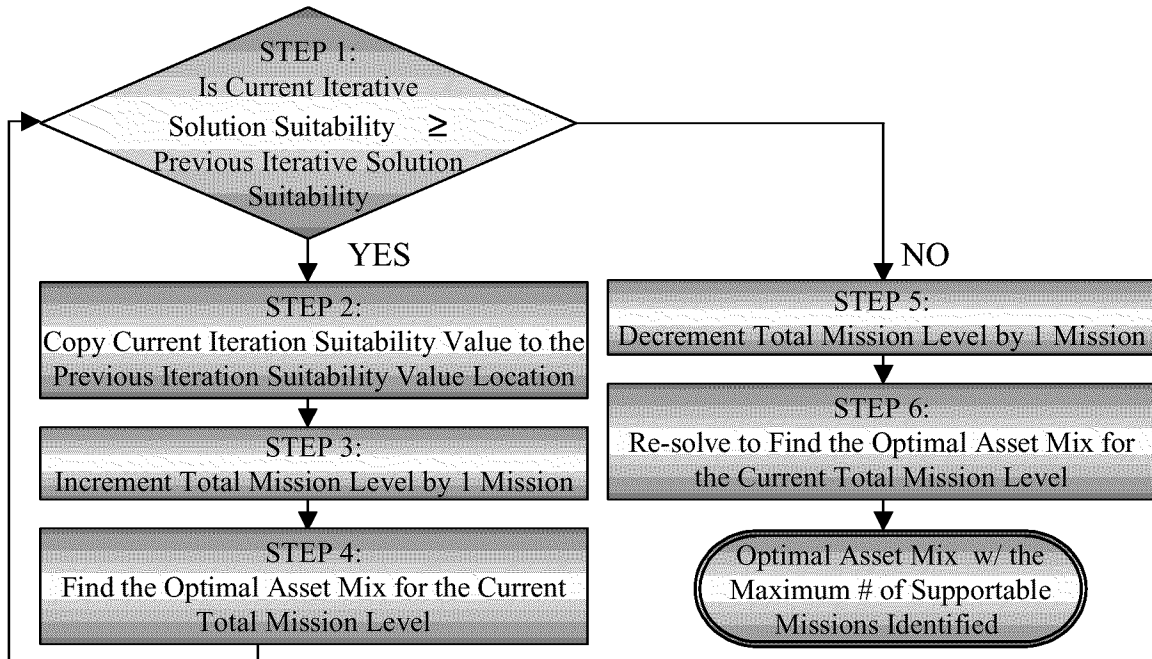 STEP 1:
Is Current Iterative
Solution Suitability ≥
Previous Iterative Solution
Suitability
YES
NO
STEP 2:
Copy Current Iteration Suitability Value to the
Previous Iteration Suitability Value Location
STEP 3:
Increment Total Mission Level by 1 Mission
STEP 4:
Find the Optimal Asset Mix for the Current
Total Mission Level
STEP 5:
Decrement Total Mission Level by 1 Mission
STEP 6:
Re-solve to Find the Optimal Asset Mix for
the Current Total Mission Level
Optimal Asset Mix w/ the
Maximum # of Supportable
Missions Identified